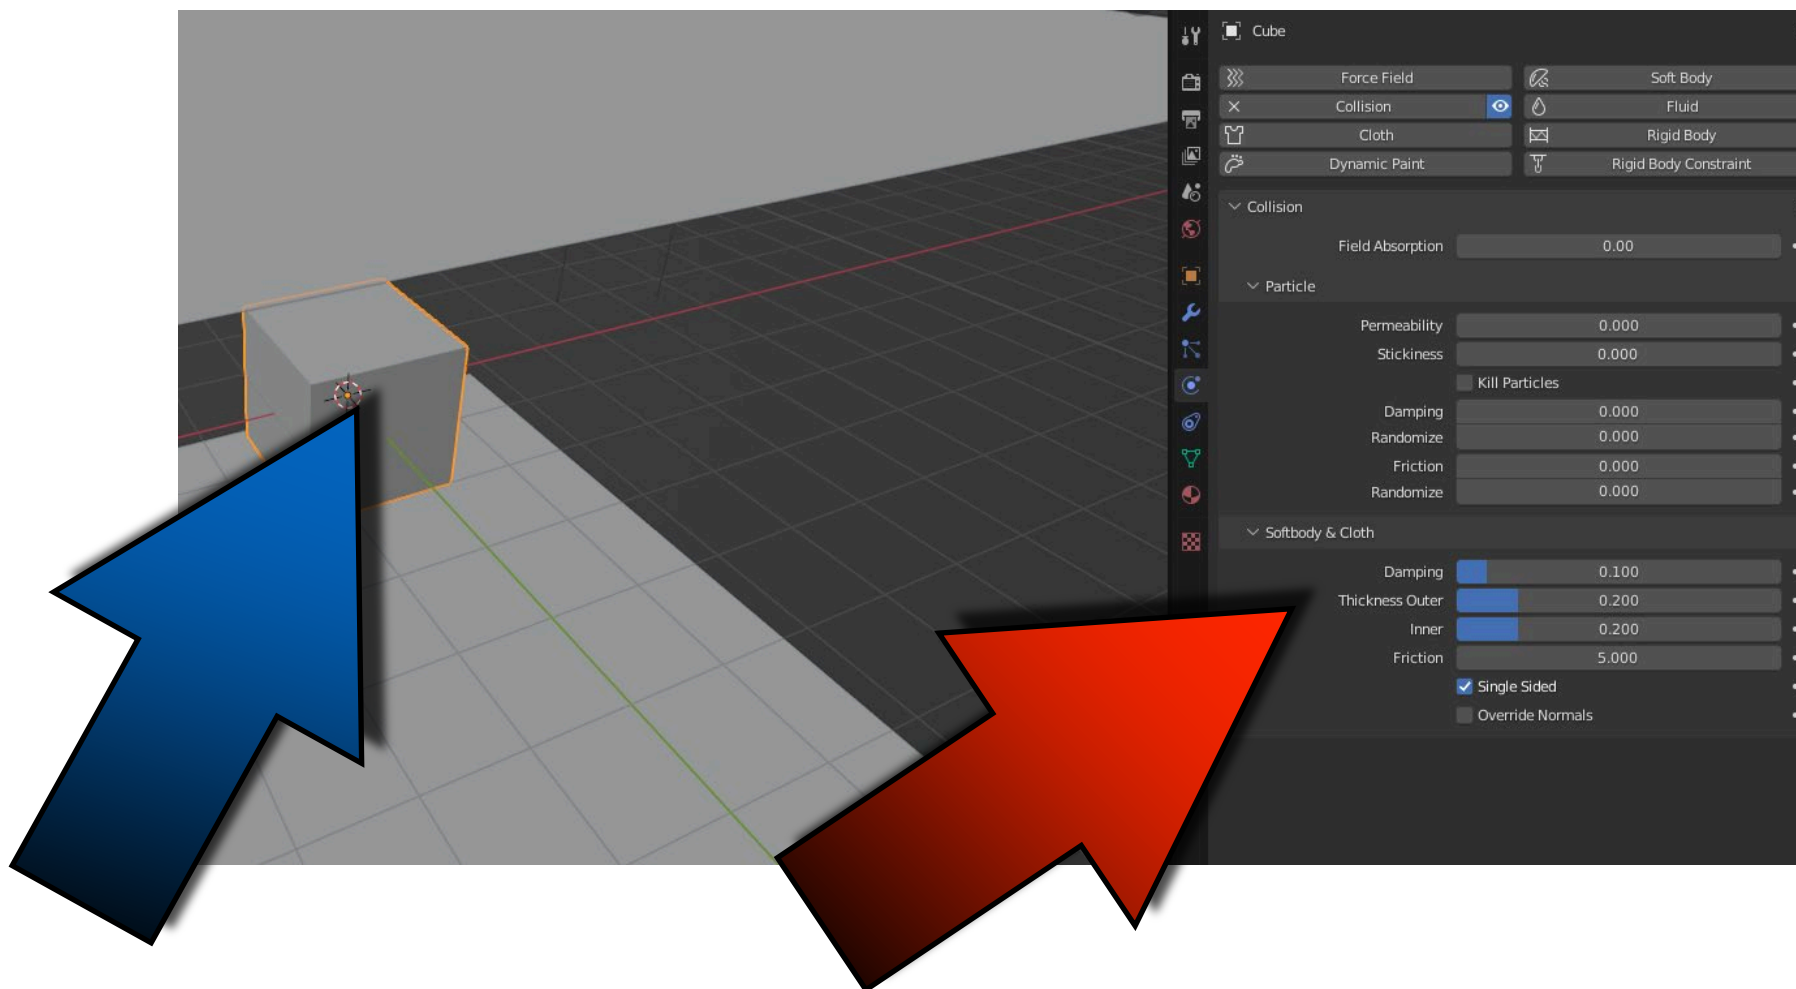 Cube
Force Field
Soft Body
Collision
Fluid
Cloth
Rigid Body
Dynamic Paint
Rigid Body Constraint
Collision
Field Absorption 0.00
Particle
Permeability 0.000
Stickiness 0.000
Kill Particles
Damping 0.000
Randomize 0.000
Friction 0.000
Randomize 0.000
Softbody & Cloth
Damping 0.100
Thickness Outer 0.200
Inner 0.200
Friction 5.000
Single Sided
Override Normals